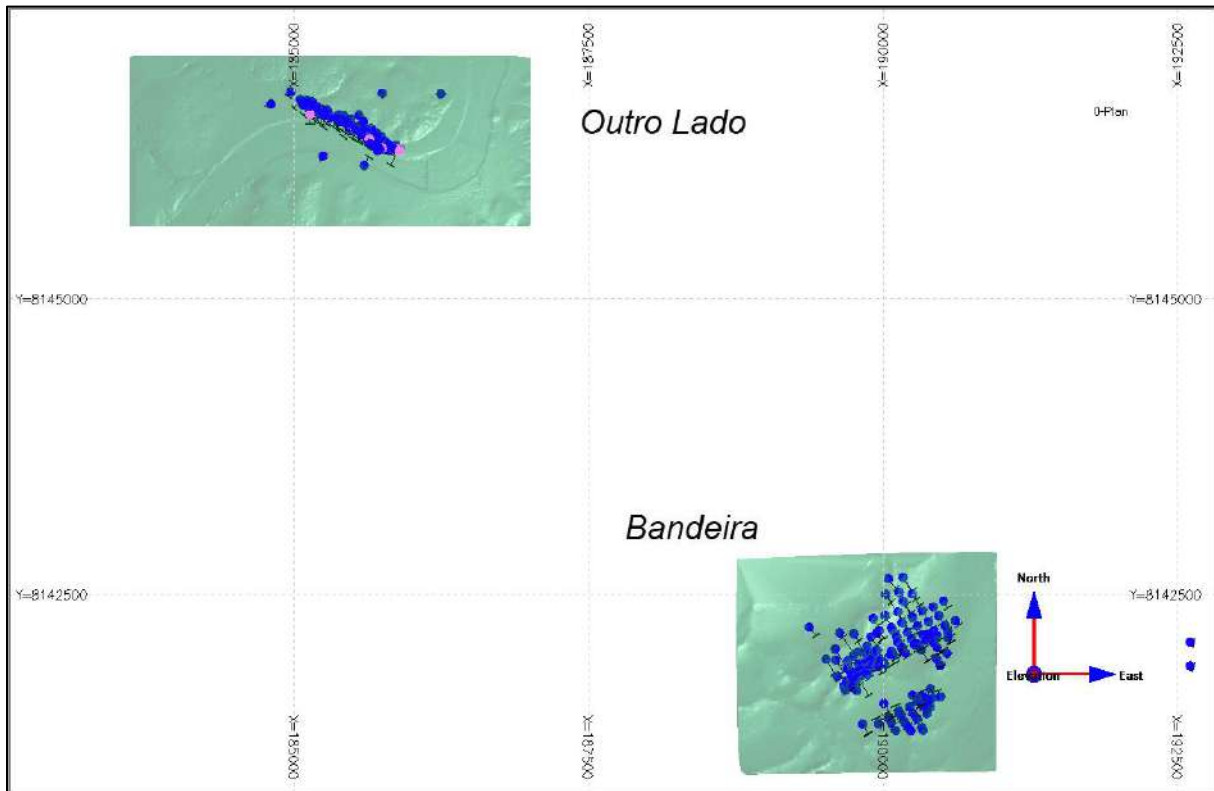 X=185000
X=187500
X=190000
X=192500
Outro Lado
0-Plan
Y=8145000
Y=8145000
Bandeira
North
Y=8142500
Y=8142500
Elevation
East
X=185000
X=187500
X=190000
X=192500